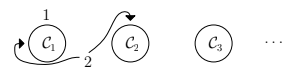 1
𝒞₁ 𝒞₂ 𝒞₃ ···
2